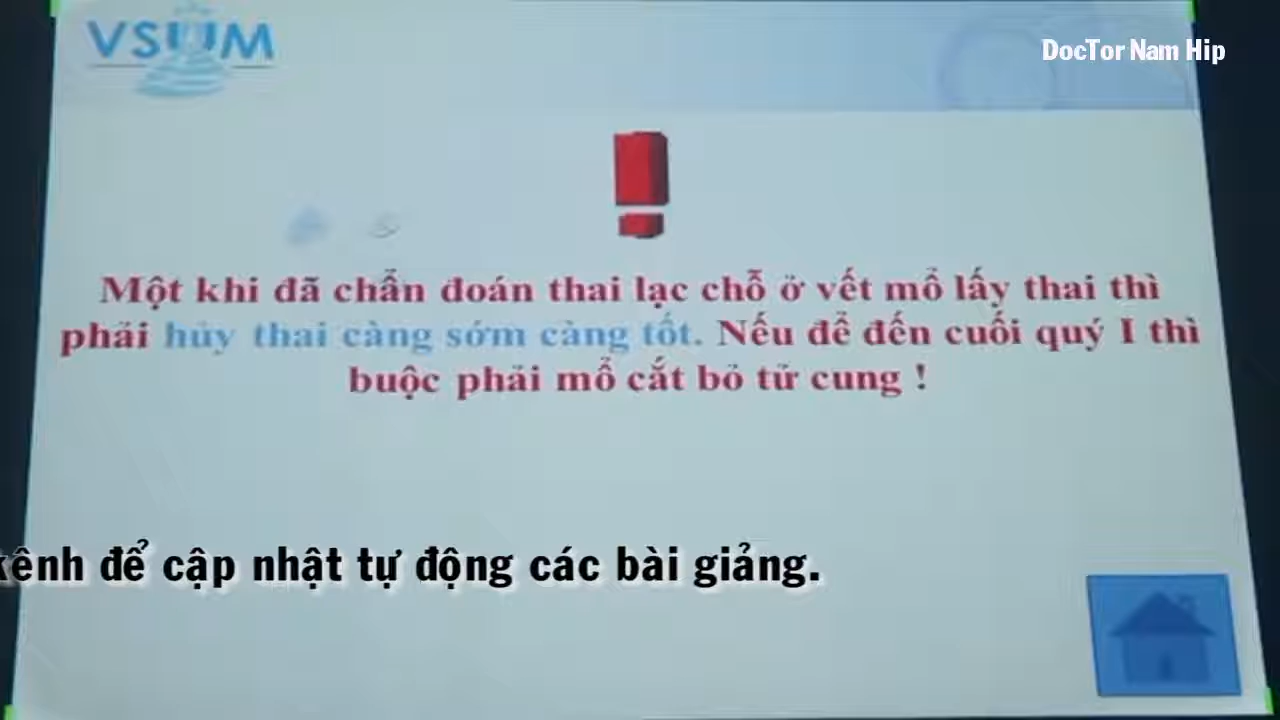 VSUM
DocTor Nam Hip
!
Một khi đã chẩn đoán thai lạc chỗ ở vết mổ lấy thai thì
phải hủy thai càng sớm càng tốt. Nếu để đến cuối quý I thì
buộc phải mổ cắt bỏ tử cung !
kênh để cập nhật tự động các bài giảng.